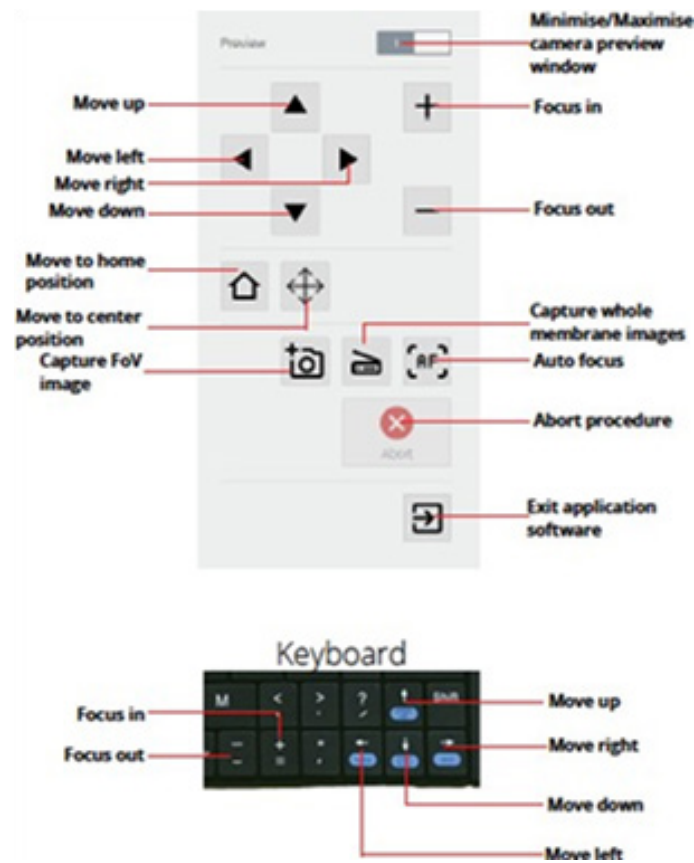 Preview
Minimise/Maximise
camera preview
window
Move up
Focus in
Move left
Move right
Move down
Focus out
Move to home
position
Move to center
position
Capture FoV
image
Capture whole
membrane images
AF
Auto focus
Abort procedure
Abort
Exit application
software
Keyboard
M < > ? Shift
Move up
Focus in
+
Focus out
Move right
=
Move down
Move left